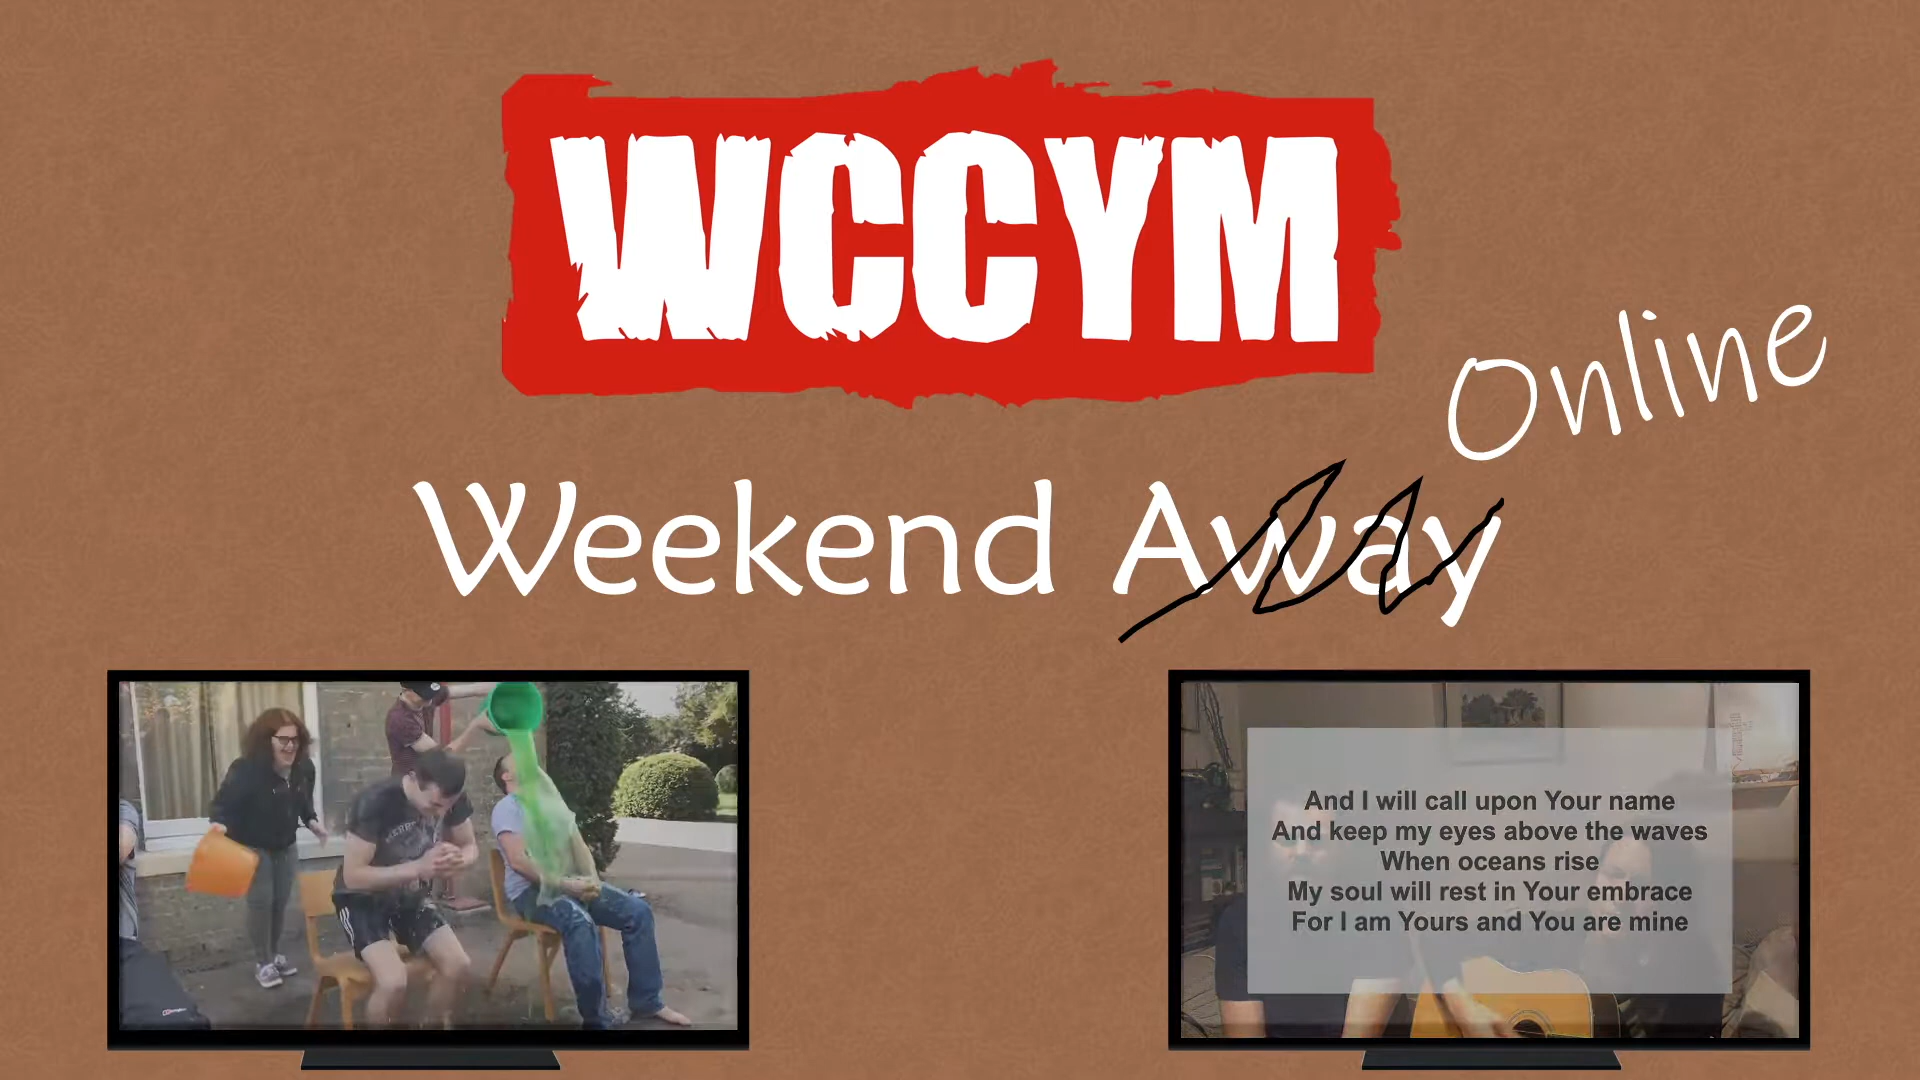 WCCYM
Online
Weekend Away
And I will call upon Your name
And keep my eyes above the waves
When oceans rise
My soul will rest in Your embrace
For I am Yours and You are mine